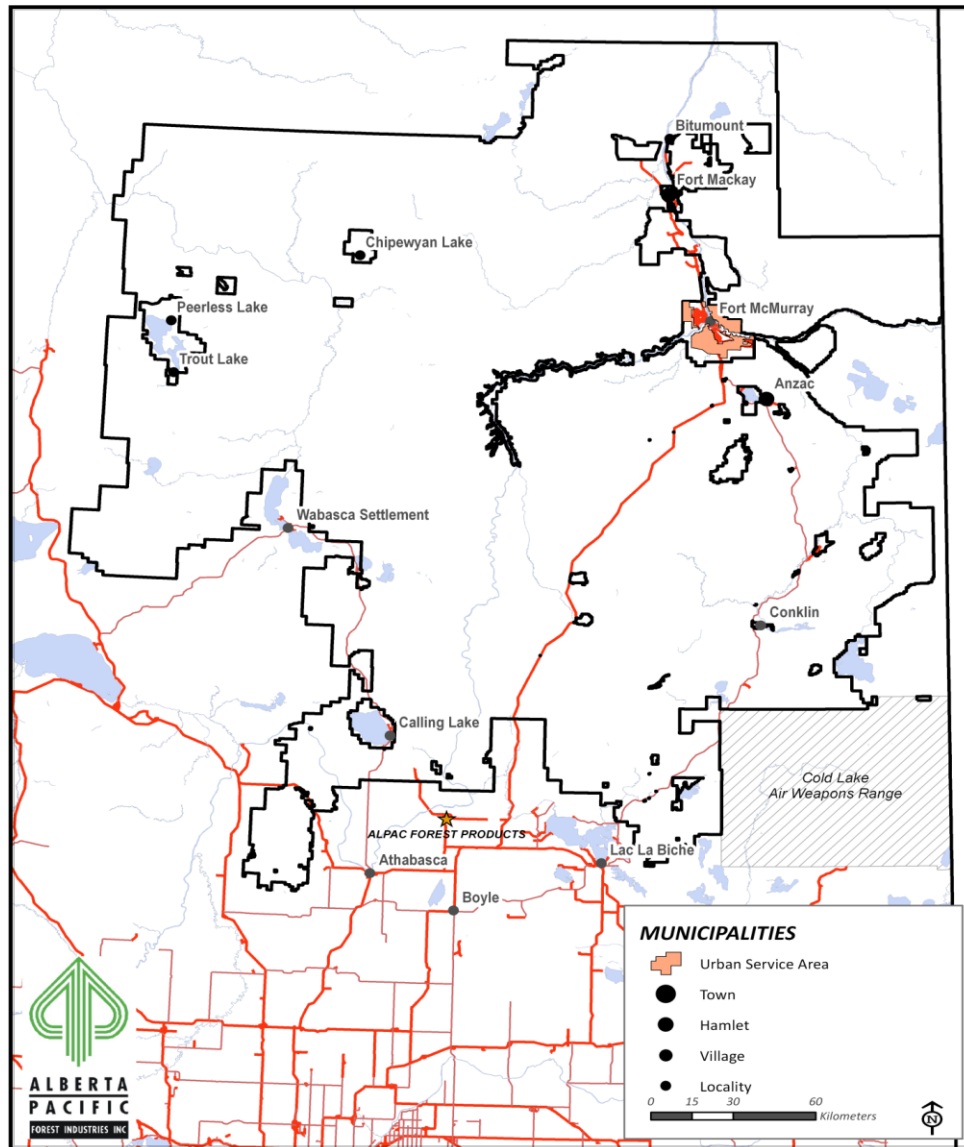 Bitumount
Fort Mackay
Chipewyan Lake
Peerless Lake
Fort McMurray
Trout Lake
Anzac
Wabasca Settlement
Conklin
Calling Lake
Cold Lake
Air Weapons Range
ALPAC FOREST PRODUCTS
Lac La Biche
Athabasca
Boyle
MUNICIPALITIES
Urban Service Area
Town
Hamlet
Village
Locality
0 15 30 60
Kilometers
N
ALBERTA
PACIFIC
FOREST INDUSTRIES INC